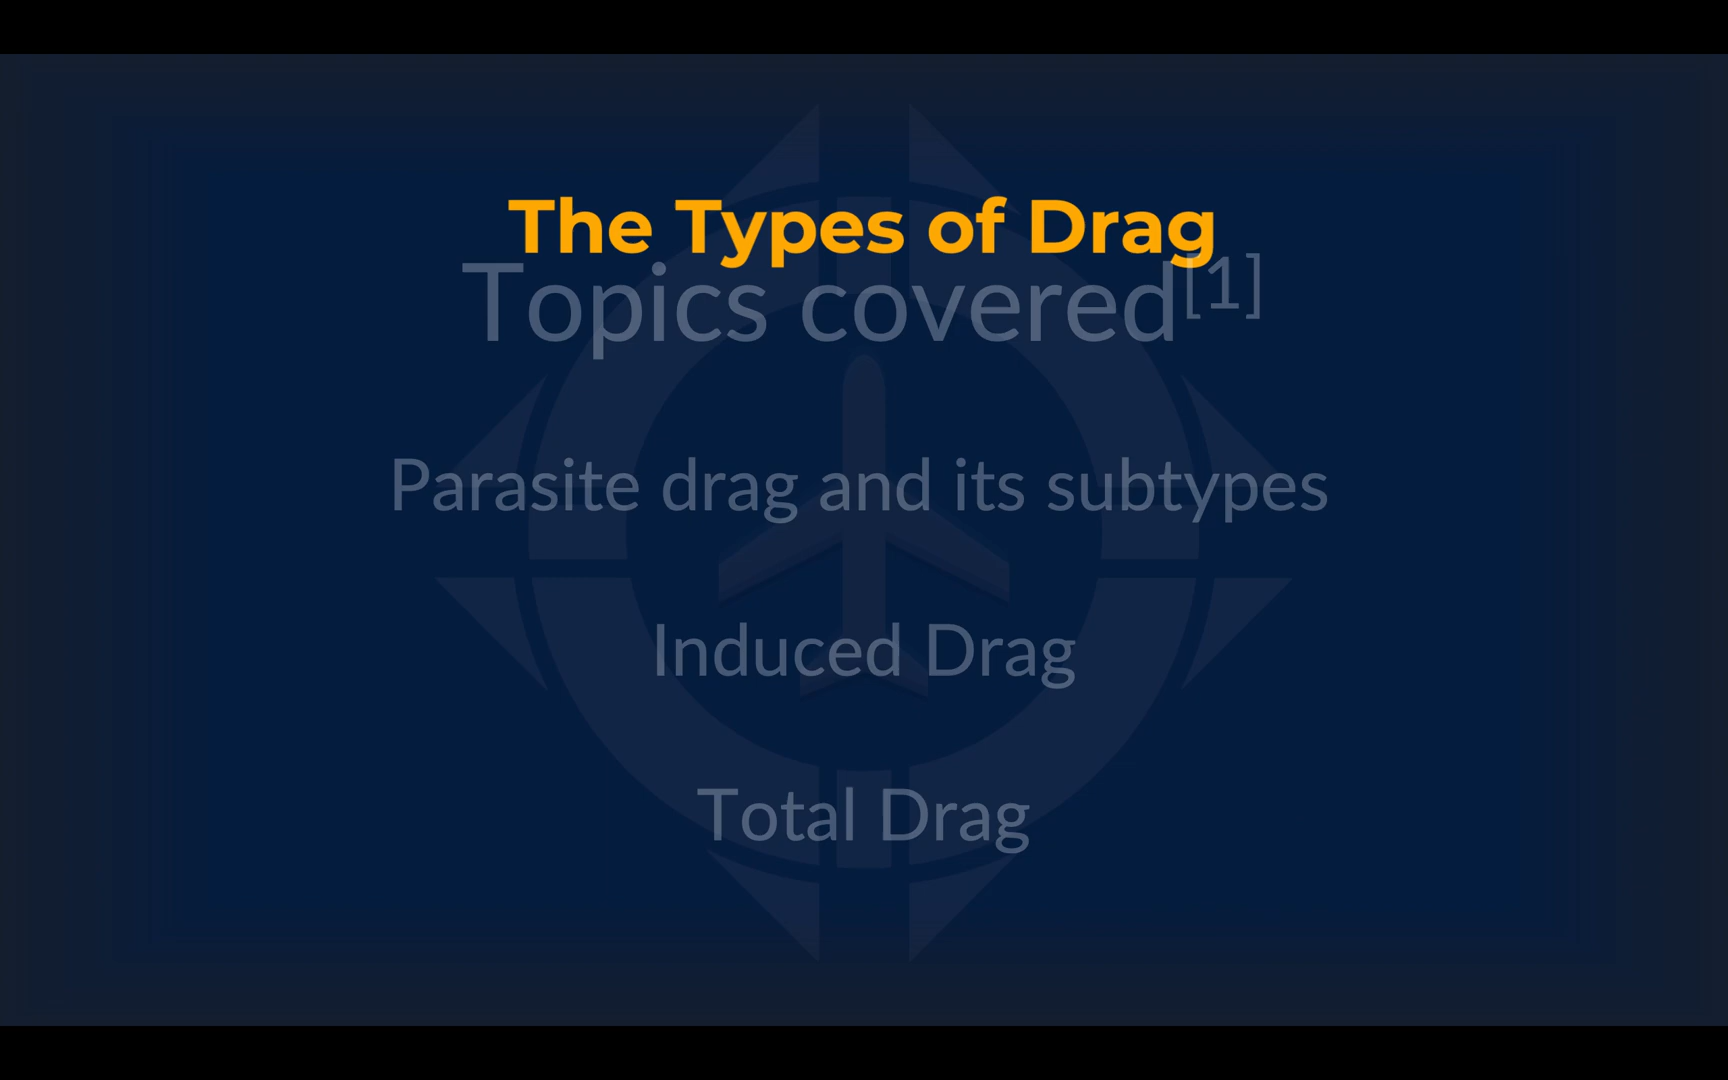 The Types of Drag
Topics covered[1]
Parasite drag and its subtypes
Induced Drag
Total Drag